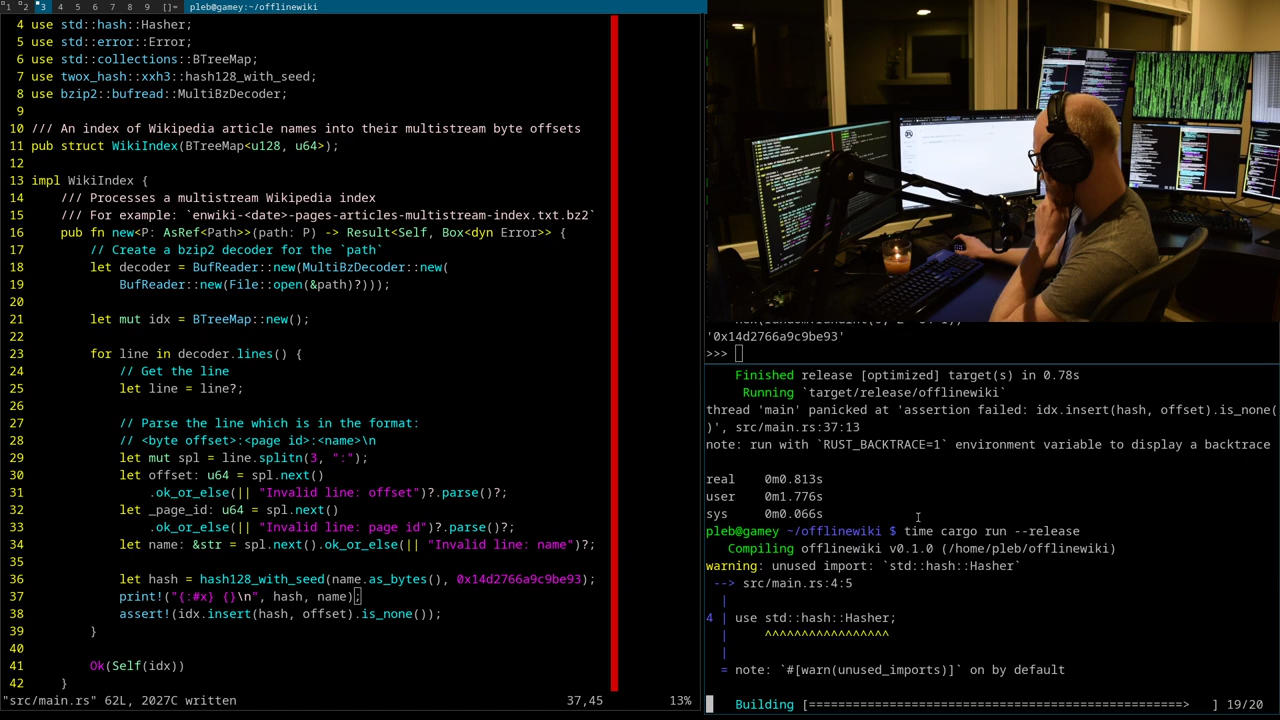 1 2 3 4 5 6 7 8 9 []= pleb@gamey:~/offlinewiki
4 use std::hash::Hasher;
5 use std::error::Error;
6 use std::collections::BTreeMap;
7 use twox_hash::xxh3::hash128_with_seed;
8 use bzip2::bufread::MultiBzDecoder;
9
10 /// An index of Wikipedia article names into their multistream byte offsets
11 pub struct WikiIndex(BTreeMap<u128, u64>);
12
13 impl WikiIndex {
14     /// Processes a multistream Wikipedia index
15     /// For example: `enwiki-<date>-pages-articles-multistream-index.txt.bz2`
16     pub fn new<P: AsRef<Path>>(path: P) -> Result<Self, Box<dyn Error>> {
17         // Create a bzip2 decoder for the `path`
18         let decoder = BufReader::new(MultiBzDecoder::new(
19             BufReader::new(File::open(&path)?)));
20
21         let mut idx = BTreeMap::new();
22
23         for line in decoder.lines() {
24             // Get the line
25             let line = line?;
26
27             // Parse the line which is in the format:
28             // <byte offset>:<page id>:<name>\n
29             let mut spl = line.splitn(3, ":");
30             let offset: u64 = spl.next()
31                 .ok_or_else(|| "Invalid line: offset")?.parse()?;
32             let _page_id: u64 = spl.next()
33                 .ok_or_else(|| "Invalid line: page id")?.parse()?;
34             let name: &str = spl.next().ok_or_else(|| "Invalid line: name")?;
35
36             let hash = hash128_with_seed(name.as_bytes(), 0x14d2766a9c9be93);
37             print!("{:#x} {}\n", hash, name);
38             assert!(idx.insert(hash, offset).is_none());
39         }
40
41         Ok(Self(idx))
42     }
"src/main.rs" 62L, 2027C written 37,45 13%
'0x14d2766a9c9be93'
>>>
Finished release [optimized] target(s) in 0.78s
Running `target/release/offlinewiki`
thread 'main' panicked at 'assertion failed: idx.insert(hash, offset).is_none(
)', src/main.rs:37:13
note: run with `RUST_BACKTRACE=1` environment variable to display a backtrace
real 0m0.813s
user 0m1.776s
sys 0m0.066s
pleb@gamey ~/offlinewiki $ time cargo run --release
Compiling offlinewiki v0.1.0 (/home/pleb/offlinewiki)
warning: unused import: `std::hash::Hasher`
--> src/main.rs:4:5
|
4 | use std::hash::Hasher;
| ^^^^^^^^^^^^^^^^^
|
= note: `#[warn(unused_imports)]` on by default
Building [===================================================> ] 19/20